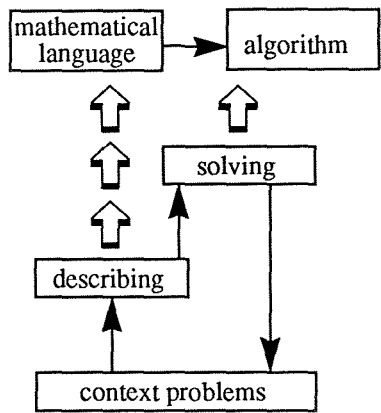 mathematical
language
algorithm
solving
describing
context problems